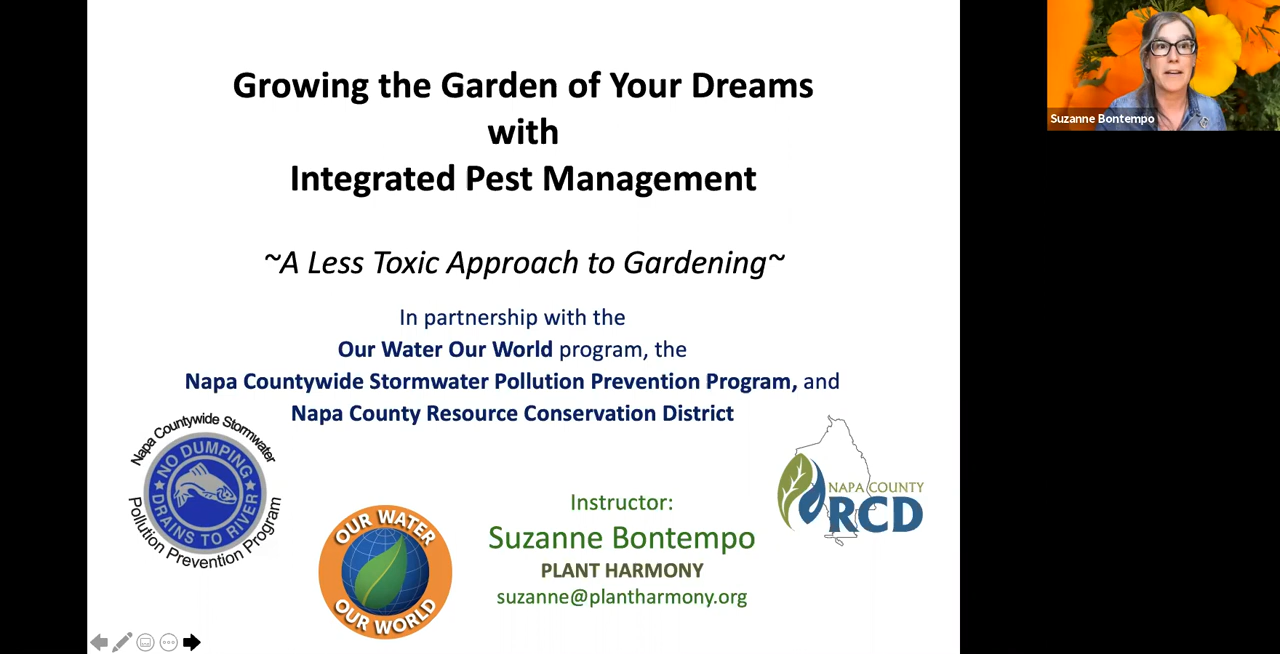 Growing the Garden of Your Dreams
with
Integrated Pest Management
~A Less Toxic Approach to Gardening~
In partnership with the
Our Water Our World program, the
Napa Countywide Stormwater Pollution Prevention Program, and
Napa County Resource Conservation District
Napa Countywide Stormwater
NO DUMPING
DRAINS TO RIVER
Pollution Prevention Program
OUR WATER
OUR WORLD
Instructor:
Suzanne Bontempo
PLANT HARMONY
suzanne@plantharmony.org
NAPA COUNTY
RCD
Suzanne Bontempo